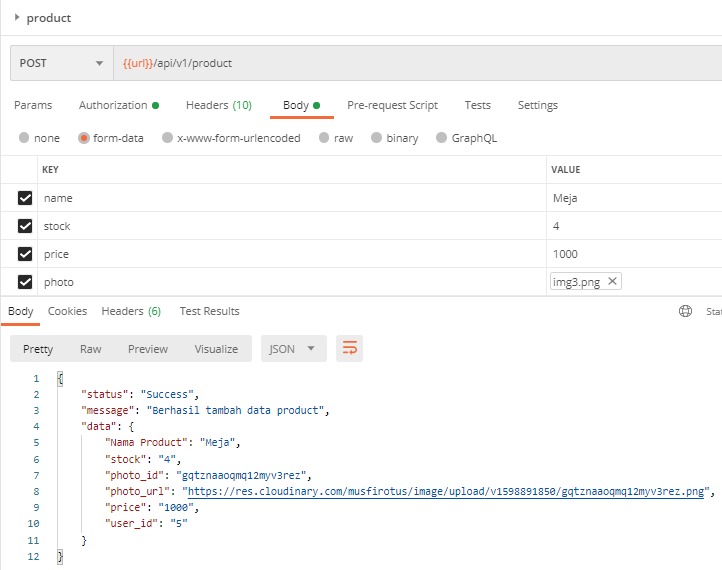 product
POST {{url}}/api/v1/product
Params Authorization Headers (10) Body Pre-request Script Tests Settings
none form-data x-www-form-urlencoded raw binary GraphQL
KEY VALUE
name Meja
stock 4
price 1000
photo img3.png
Body Cookies Headers (6) Test Results
Pretty Raw Preview Visualize JSON
1 {
2 "status": "Success",
3 "message": "Berhasil tambah data product",
4 "data": {
5 "Nama Product": "Meja",
6 "stock": "4",
7 "photo_id": "gqtznaaoqmq12myv3rez",
8 "photo_url": "https://res.cloudinary.com/musfirotus/image/upload/v1598891850/gqtznaaoqmq12myv3rez.png",
9 "price": "1000",
10 "user_id": "5"
11 }
12 }